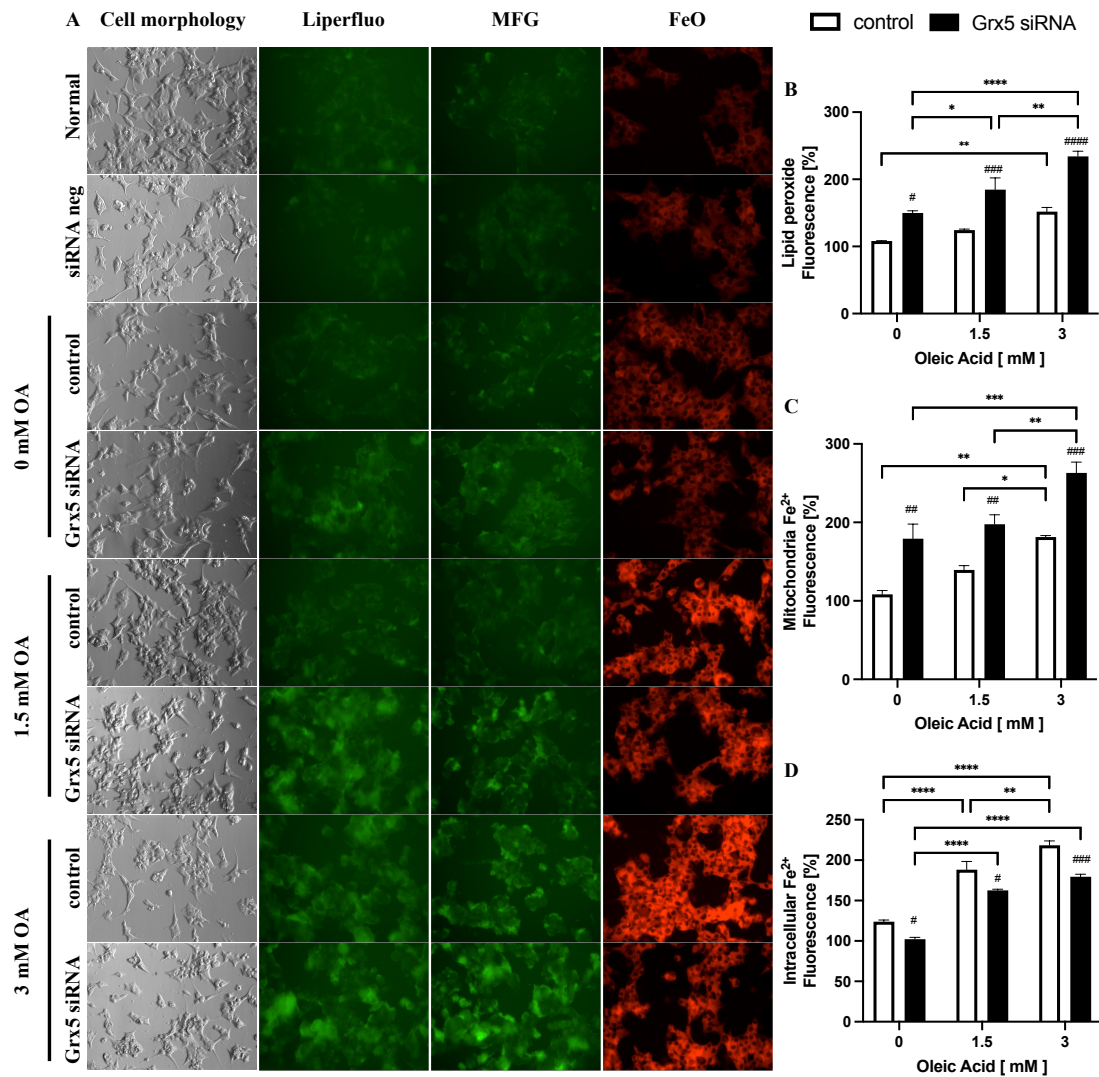 A Cell morphology Liperfluo MFG FeO
control Grx5 siRNA
Normal
siRNA neg
0 mM OA
control
Grx5 siRNA
1.5 mM OA
control
Grx5 siRNA
3 mM OA
control
Grx5 siRNA
B
****
* **
**
####
###
#
Lipid peroxide
Fluorescence [%]
300
200
100
0
0 1.5 3
Oleic Acid [ mM ]
C
***
**
**
*
###
##
##
Mitochondria Fe²⁺
Fluorescence [%]
300
200
100
0
0 1.5 3
Oleic Acid [ mM ]
D
****
**** **
****
****
###
#
#
Intracellular Fe²⁺
Fluorescence [%]
250
200
150
100
50
0
0 1.5 3
Oleic Acid [ mM ]